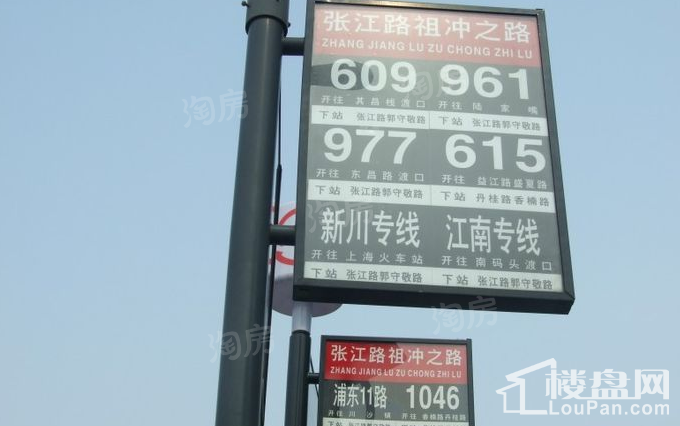 张江路祖冲之路
ZHANG JIANG LU ZU CHONG ZHI LU
609 961
开往 其昌栈渡口 开往 陆家嘴
下站 张江路郭守敬路 下站 张江路郭守敬路
977 615
开往 东昌路渡口 开往 益江路盛夏路
下站 张江路郭守敬路 下站 丹桂路香楠路
新川专线 江南专线
开往 上海火车站 开往 南码头渡口
下站 张江路郭守敬路 下站 张江路郭守敬路
张江路祖冲之路
ZHANG JIANG LU ZU CHONG ZHI LU
浦东11路 1046
开往 川沙镇 开往 香楠路丹桂路
淘房
淘房
淘房
淘房
楼盘网
LouPan.com